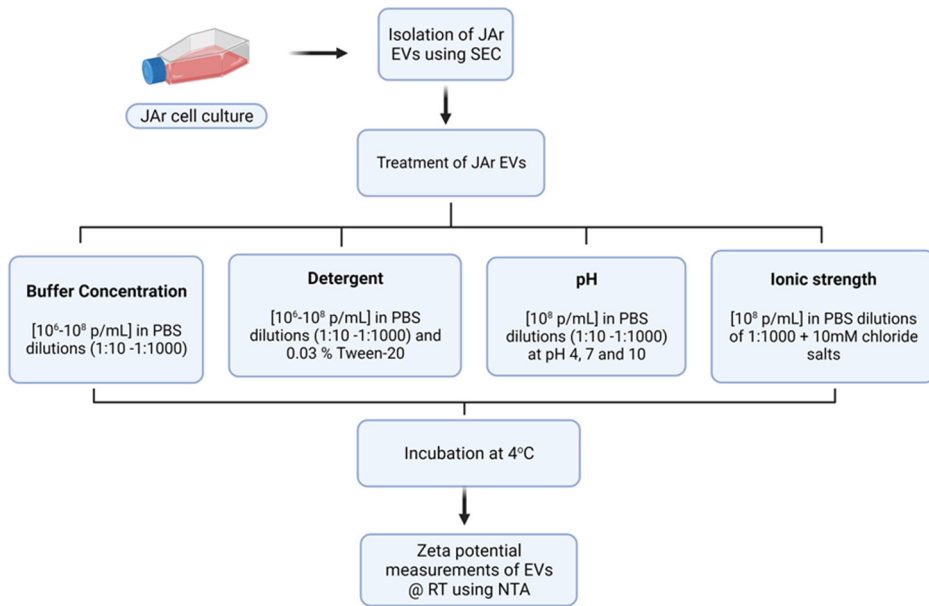 Isolation of JAr
EVs using SEC
JAr cell culture
Treatment of JAr EVs
Buffer Concentration
[10⁶-10⁸ p/mL] in PBS
dilutions (1:10 -1:1000)
Detergent
[10⁶-10⁸ p/mL] in PBS
dilutions (1:10 -1:1000) and
0.03 % Tween-20
pH
[10⁸ p/mL] in PBS
dilutions (1:10 -1:1000)
at pH 4, 7 and 10
Ionic strength
[10⁸ p/mL] in PBS dilutions
of 1:1000 + 10mM chloride
salts
Incubation at 4ºC
Zeta potential
measurements of EVs
@ RT using NTA